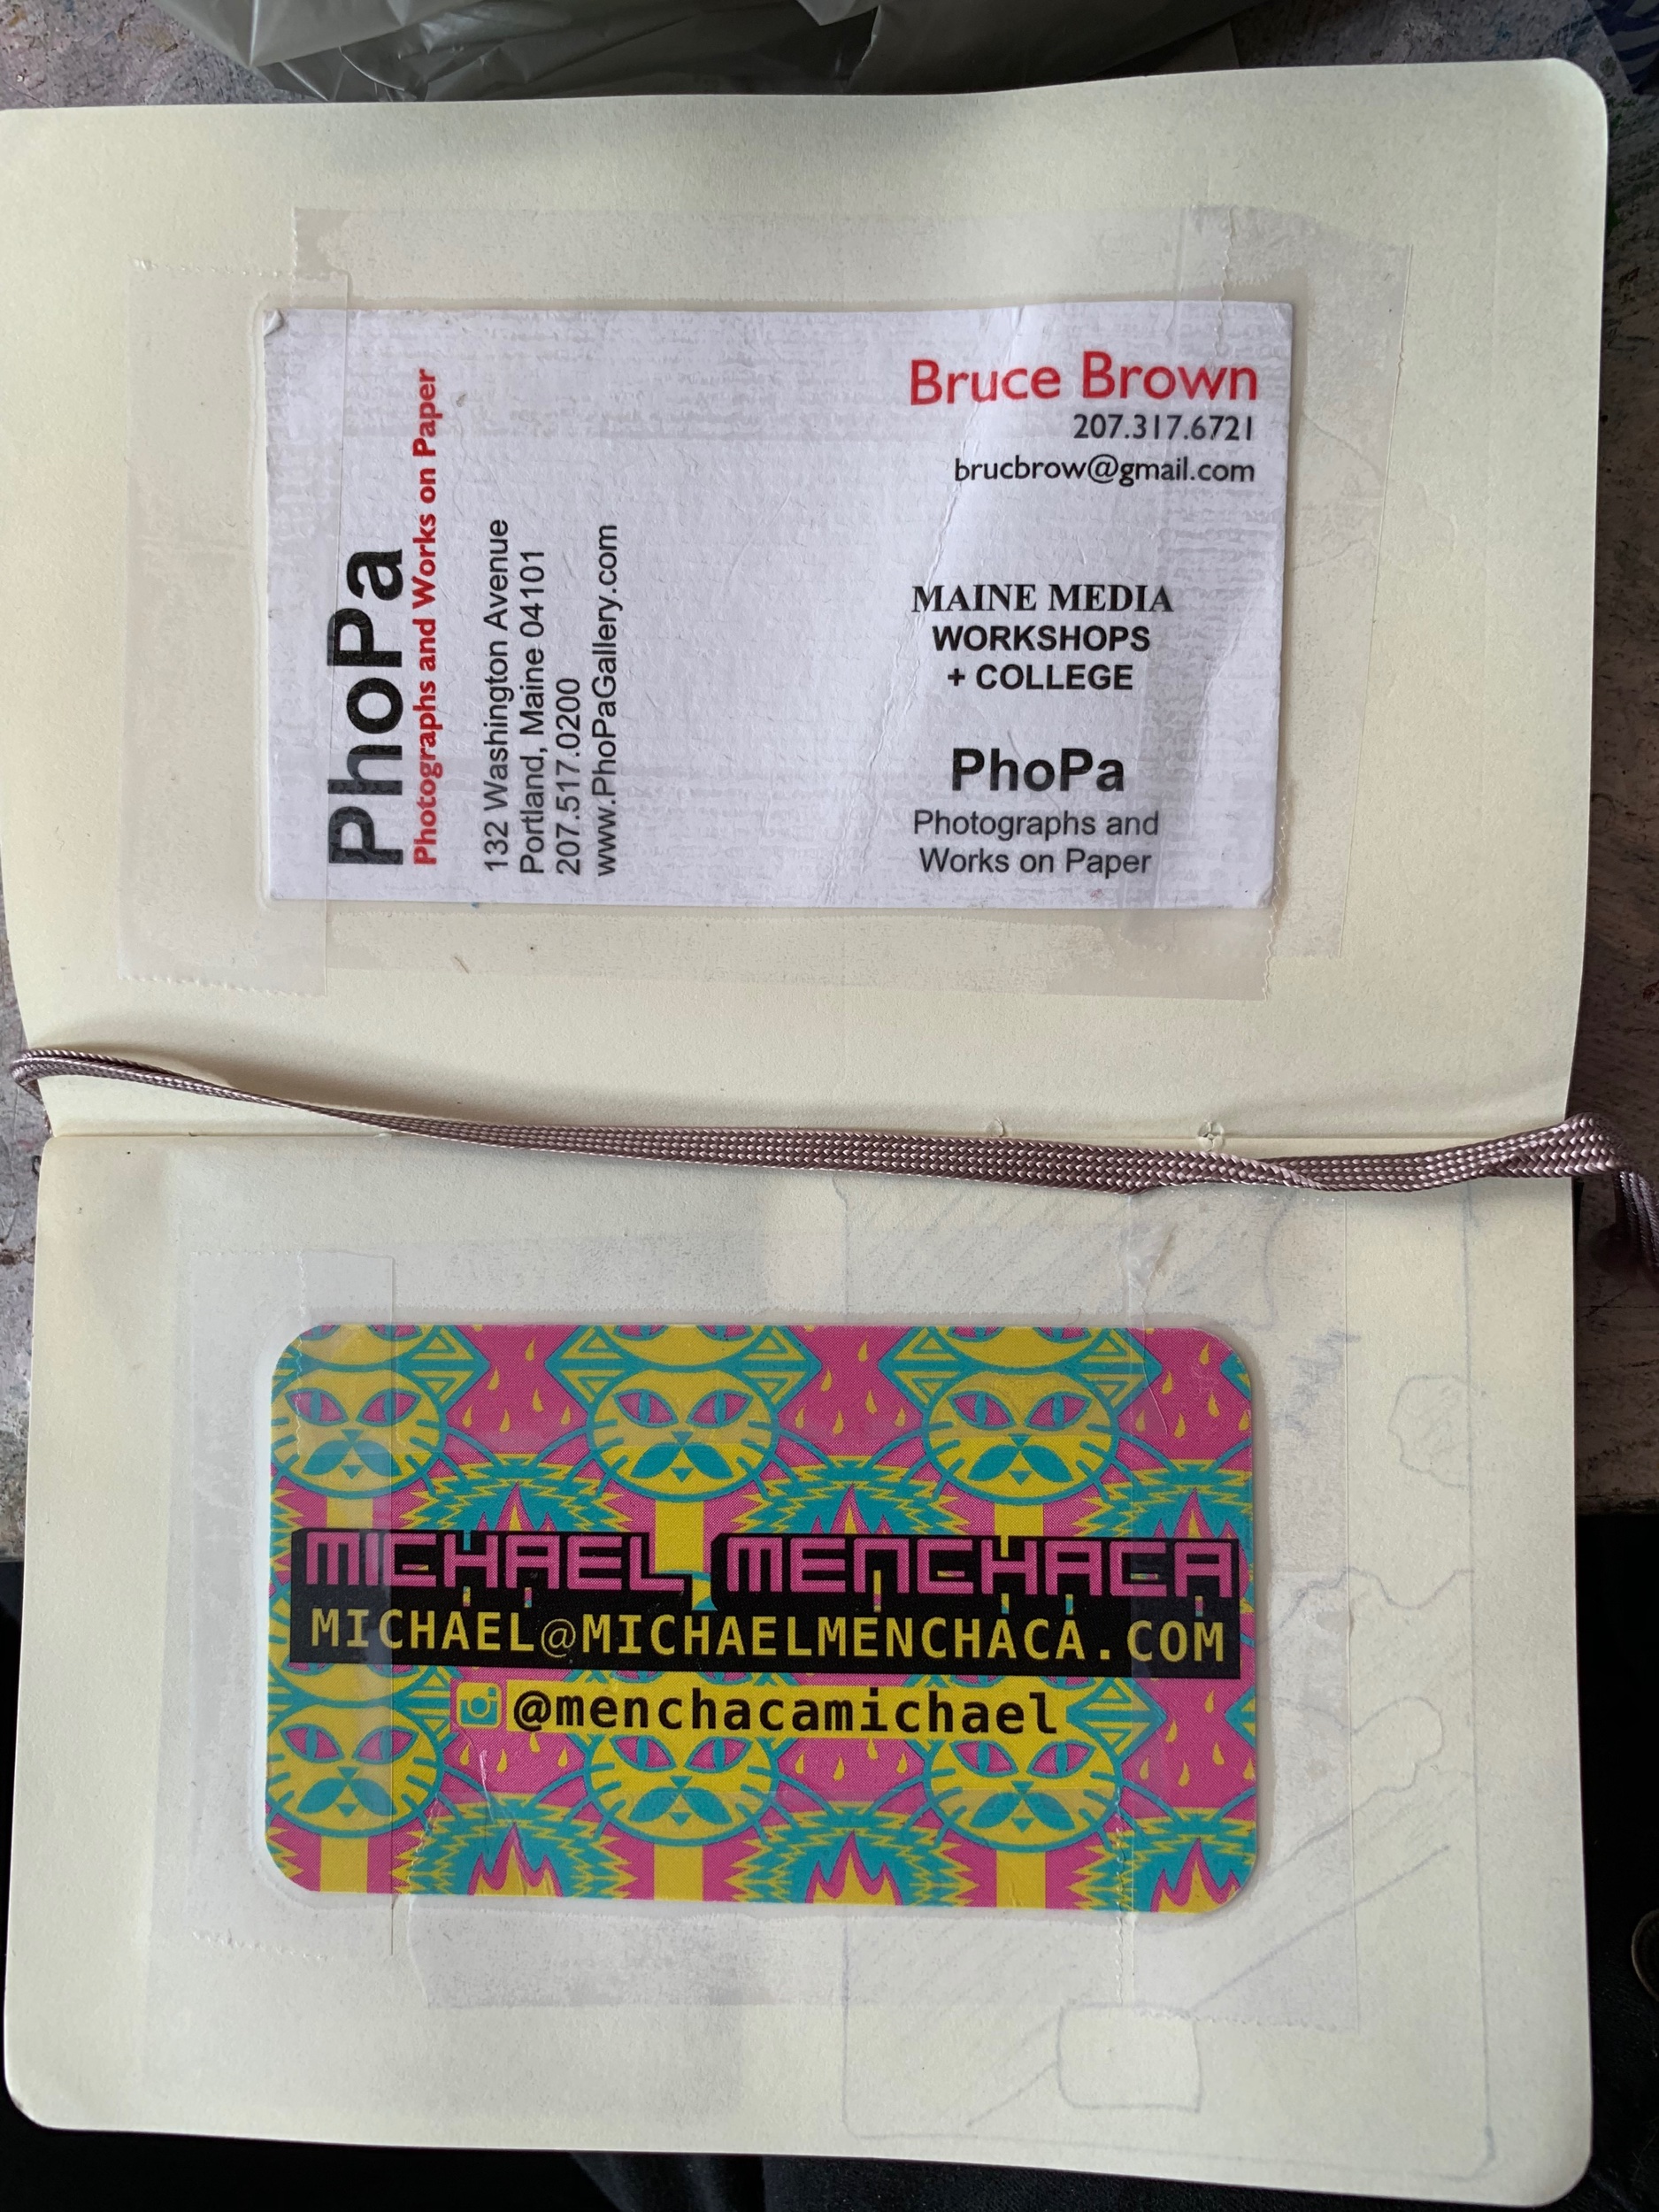 PhoPa
Photographs and Works on Paper
132 Washington Avenue
Portland, Maine 04101
207.517.0200
www.PhoPaGallery.com
Bruce Brown
207.317.6721
brucbrow@gmail.com
MAINE MEDIA
WORKSHOPS
+ COLLEGE
PhoPa
Photographs and
Works on Paper
MICHAEL MENCHACA
MICHAEL@MICHAELMENCHACA.COM
@menchacamichael